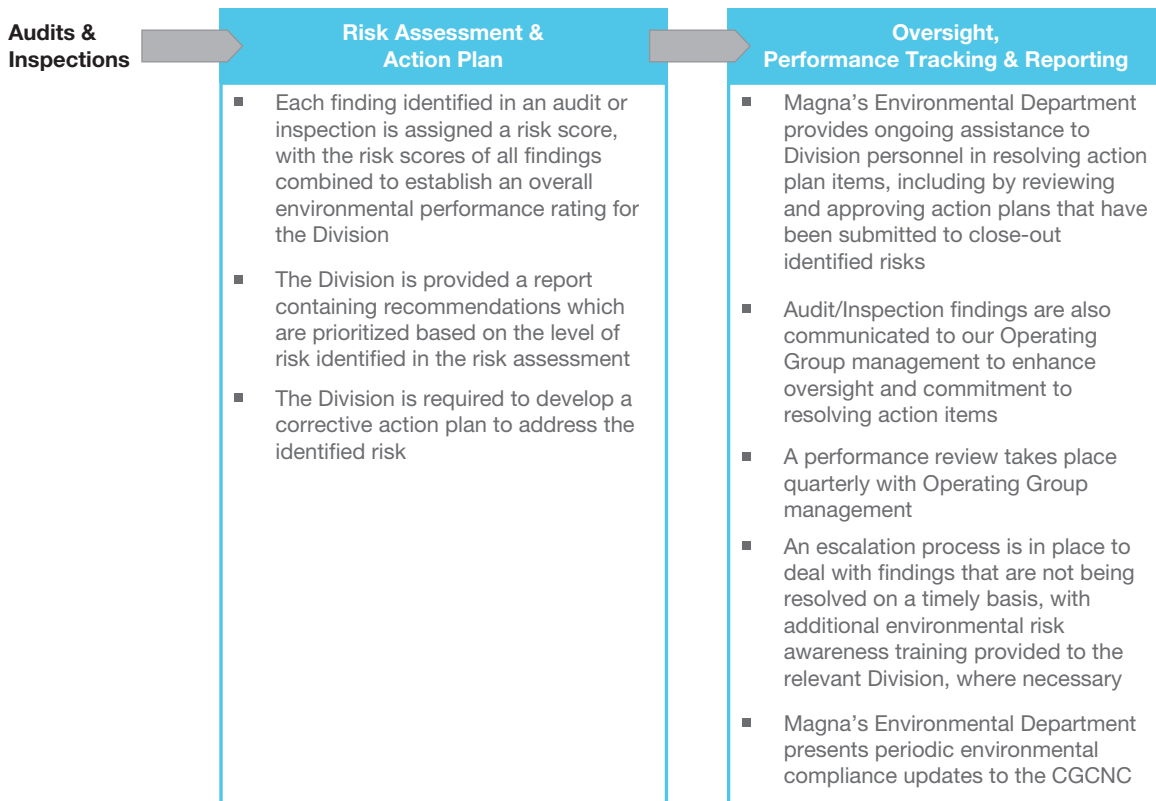 Audits &
Inspections
Risk Assessment &
Action Plan
Each finding identified in an audit or
inspection is assigned a risk score,
with the risk scores of all findings
combined to establish an overall
environmental performance rating for
the Division
The Division is provided a report
containing recommendations which
are prioritized based on the level of
risk identified in the risk assessment
The Division is required to develop a
corrective action plan to address the
identified risk
Oversight,
Performance Tracking & Reporting
Magna’s Environmental Department
provides ongoing assistance to
Division personnel in resolving action
plan items, including by reviewing
and approving action plans that have
been submitted to close-out
identified risks
Audit/Inspection findings are also
communicated to our Operating
Group management to enhance
oversight and commitment to
resolving action items
A performance review takes place
quarterly with Operating Group
management
An escalation process is in place to
deal with findings that are not being
resolved on a timely basis, with
additional environmental risk
awareness training provided to the
relevant Division, where necessary
Magna’s Environmental Department
presents periodic environmental
compliance updates to the CGCNC